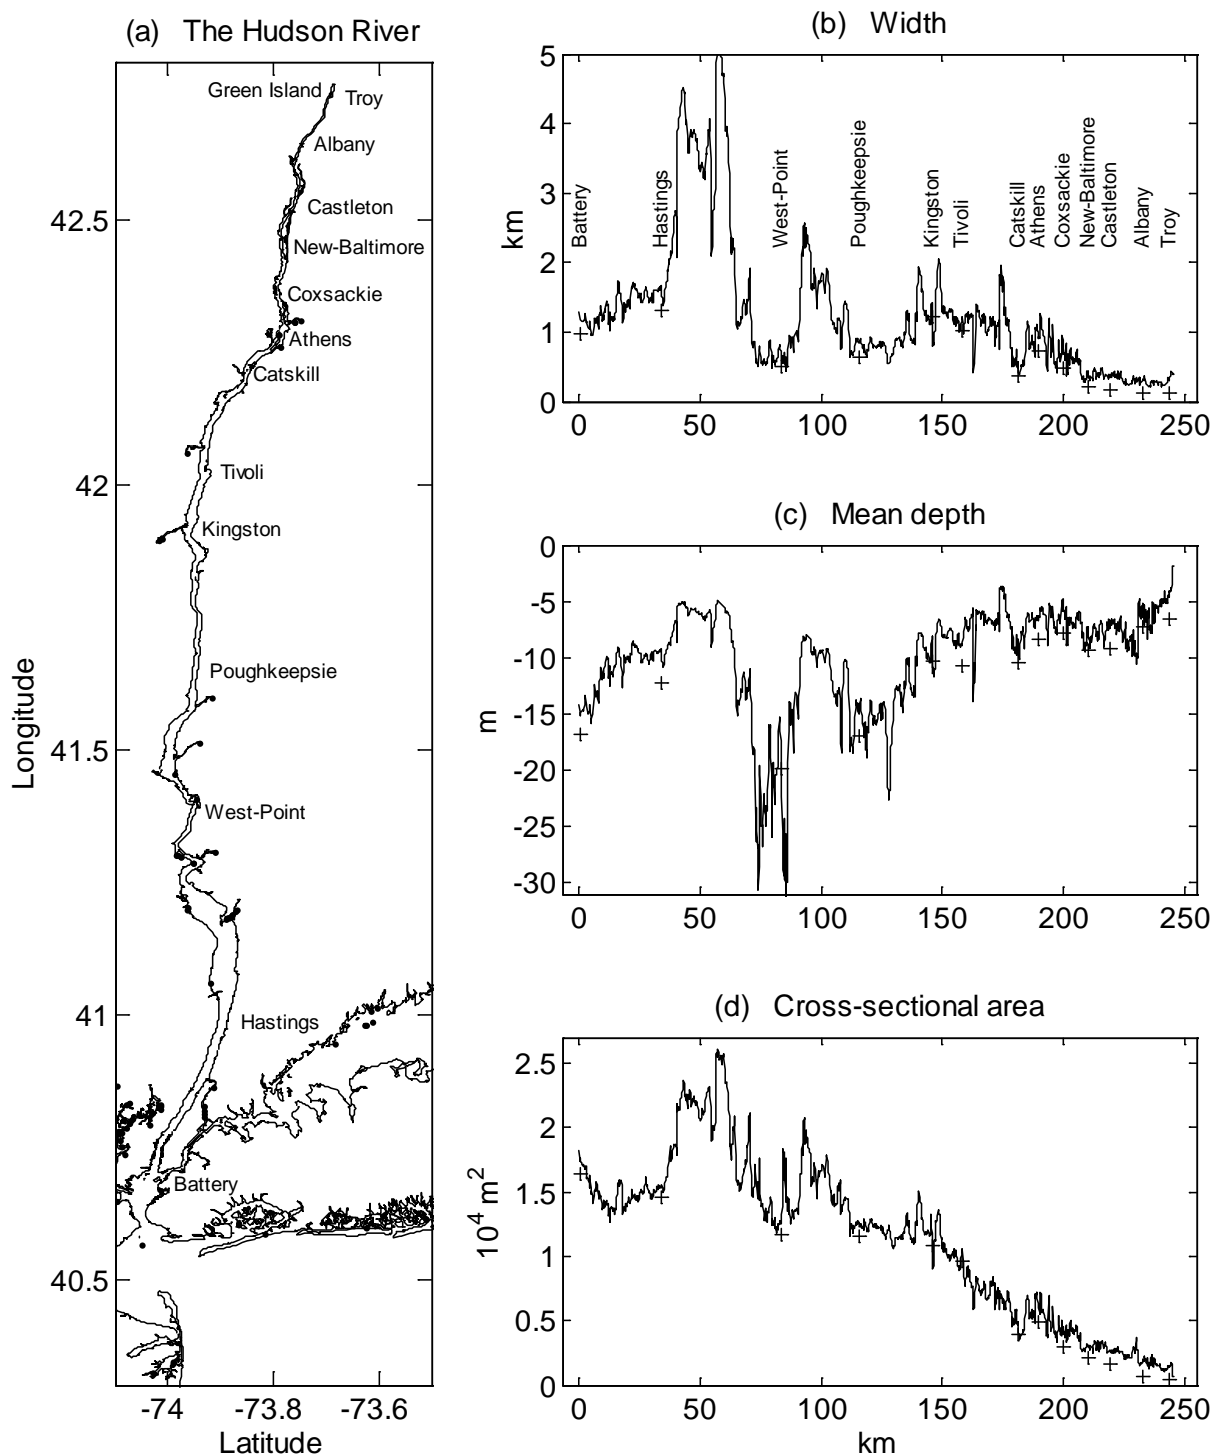 (a) The Hudson River
Green Island
Troy
Albany
Castleton
New-Baltimore
Coxsackie
Athens
Catskill
Tivoli
Kingston
Poughkeepsie
West-Point
Hastings
Battery
42.5
42
41.5
41
40.5
Longitude
-74 -73.8 -73.6
Latitude
(b) Width
5
4
3
2
1
0
km
Battery
Hastings
West-Point
Poughkeepsie
Kingston
Tivoli
Catskill
Athens
Coxsackie
New-Baltimore
Castleton
Albany
Troy
0 50 100 150 200 250
(c) Mean depth
0
-5
-10
-15
-20
-25
-30
m
0 50 100 150 200 250
(d) Cross-sectional area
2.5
2
1.5
1
0.5
0
10⁴ m²
0 50 100 150 200 250
km